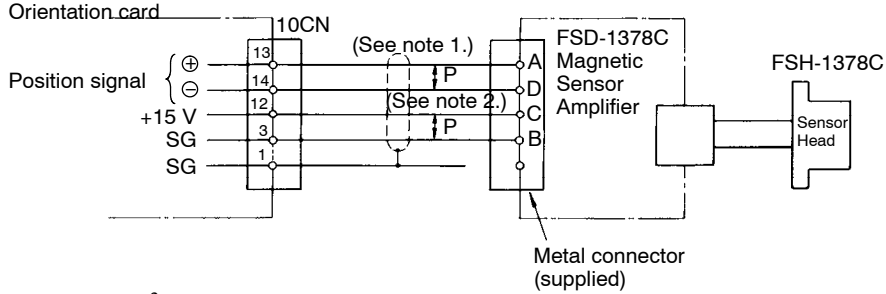 Orientation card
10CN
13
14
12
3
1
Position signal
⊕
⊖
+15 V
SG
SG
(See note 1.)
P
(See note 2.)
P
A
D
C
B
FSD-1378C
Magnetic
Sensor
Amplifier
FSH-1378C
Sensor
Head
Metal connector
(supplied)